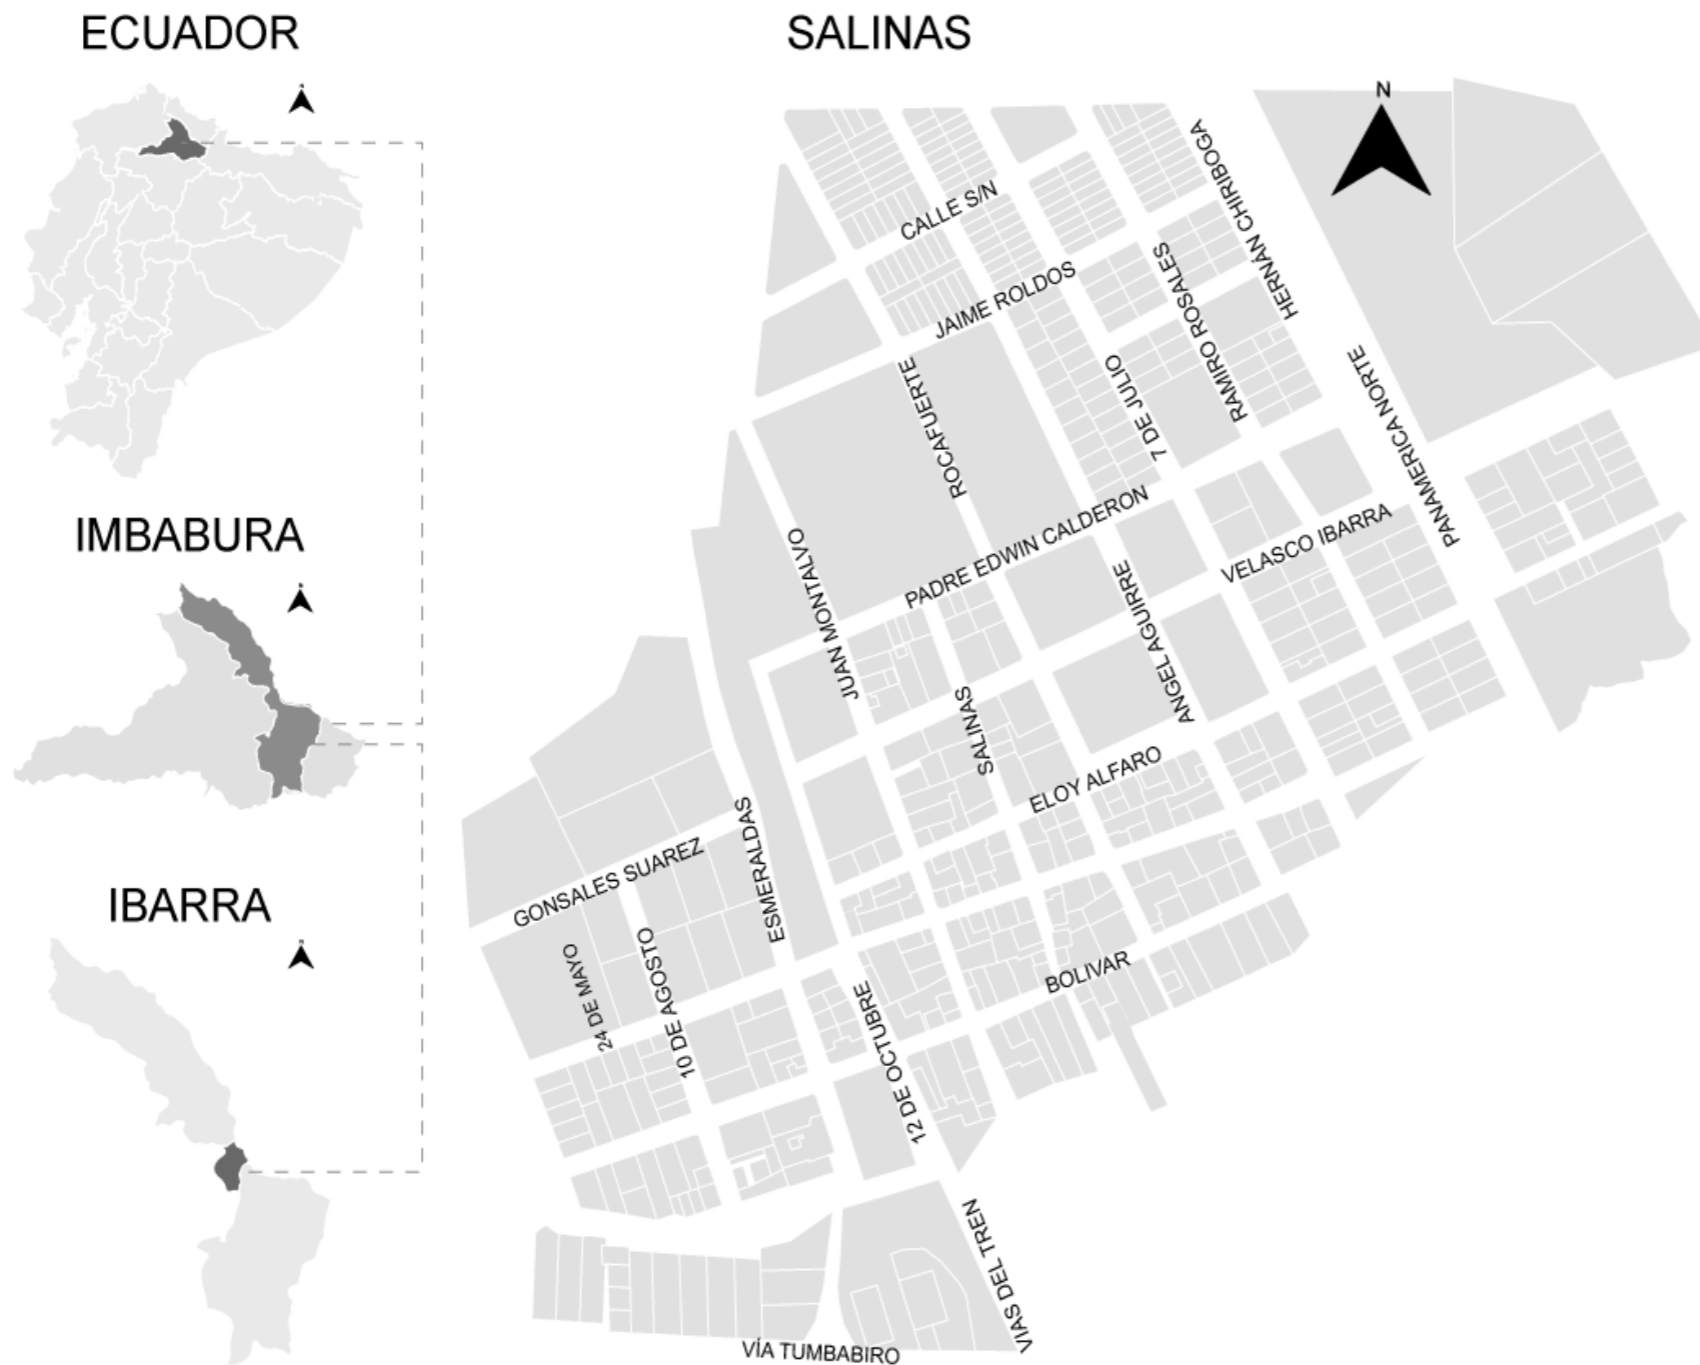 ECUADOR
SALINAS
N
HERNÁN CHIRIBOGA
CALLE S/N
JAIME ROLDOS
RAMIRO ROSALES
7 DE JULIO
ROCAFUERTE
PANAMERICA NORTE
PADRE EDWIN CALDERON
VELASCO IBARRA
IMBABURA
JUAN MONTALVO
ANGEL AGUIRRE
SALINAS
ELOY ALFARO
ESMERALDAS
GONSALES SUAREZ
IBARRA
24 DE MAYO
10 DE AGOSTO
12 DE OCTUBRE
BOLIVAR
VIAS DEL TREN
VÍA TUMBABIRO